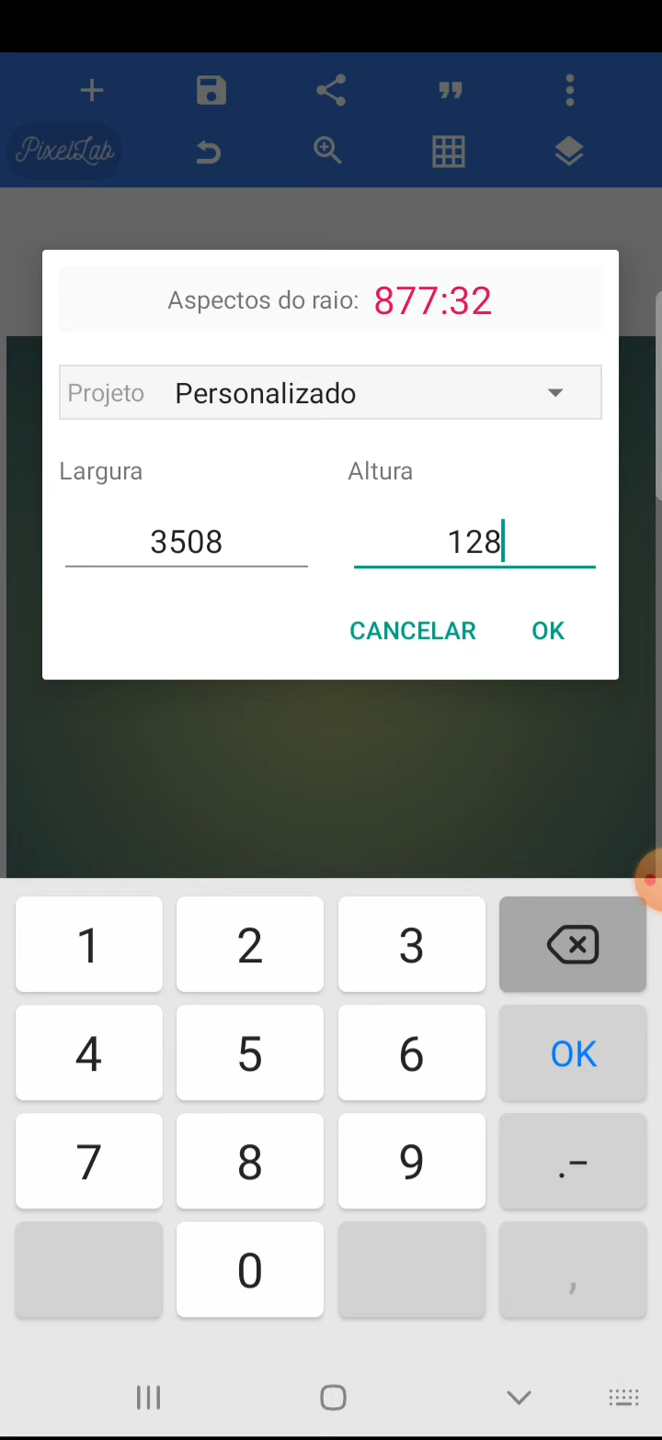 PixelLab
Aspectos do raio: 877:32
Projeto Personalizado
Largura Altura
3508 128
CANCELAR OK
1 2 3
4 5 6 OK
7 8 9 .-
0 ,